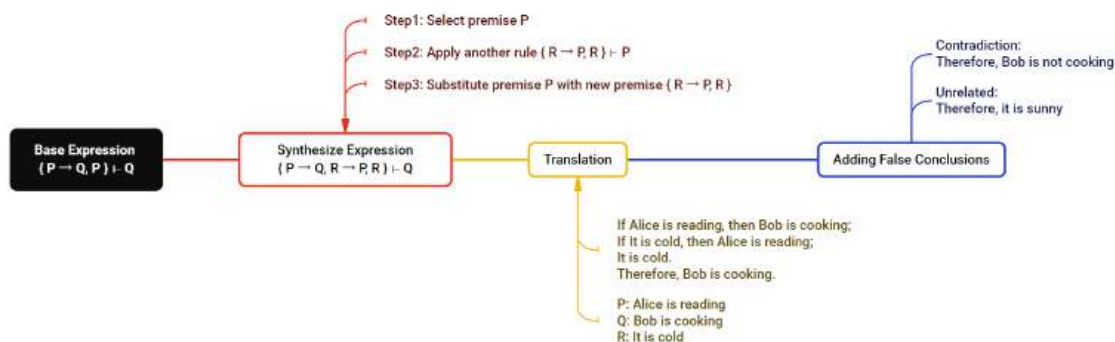 Step1: Select premise P
Step2: Apply another rule { R → P, R } ⊢ P
Step3: Substitute premise P with new premise { R → P, R }
Contradiction:
Therefore, Bob is not cooking
Unrelated:
Therefore, it is sunny
Base Expression
{ P → Q, P } ⊢ Q
Synthesize Expression
{ P → Q, R → P, R } ⊢ Q
Translation
Adding False Conclusions
If Alice is reading, then Bob is cooking;
If It is cold, then Alice is reading;
It is cold.
Therefore, Bob is cooking.
P: Alice is reading
Q: Bob is cooking
R: It is cold